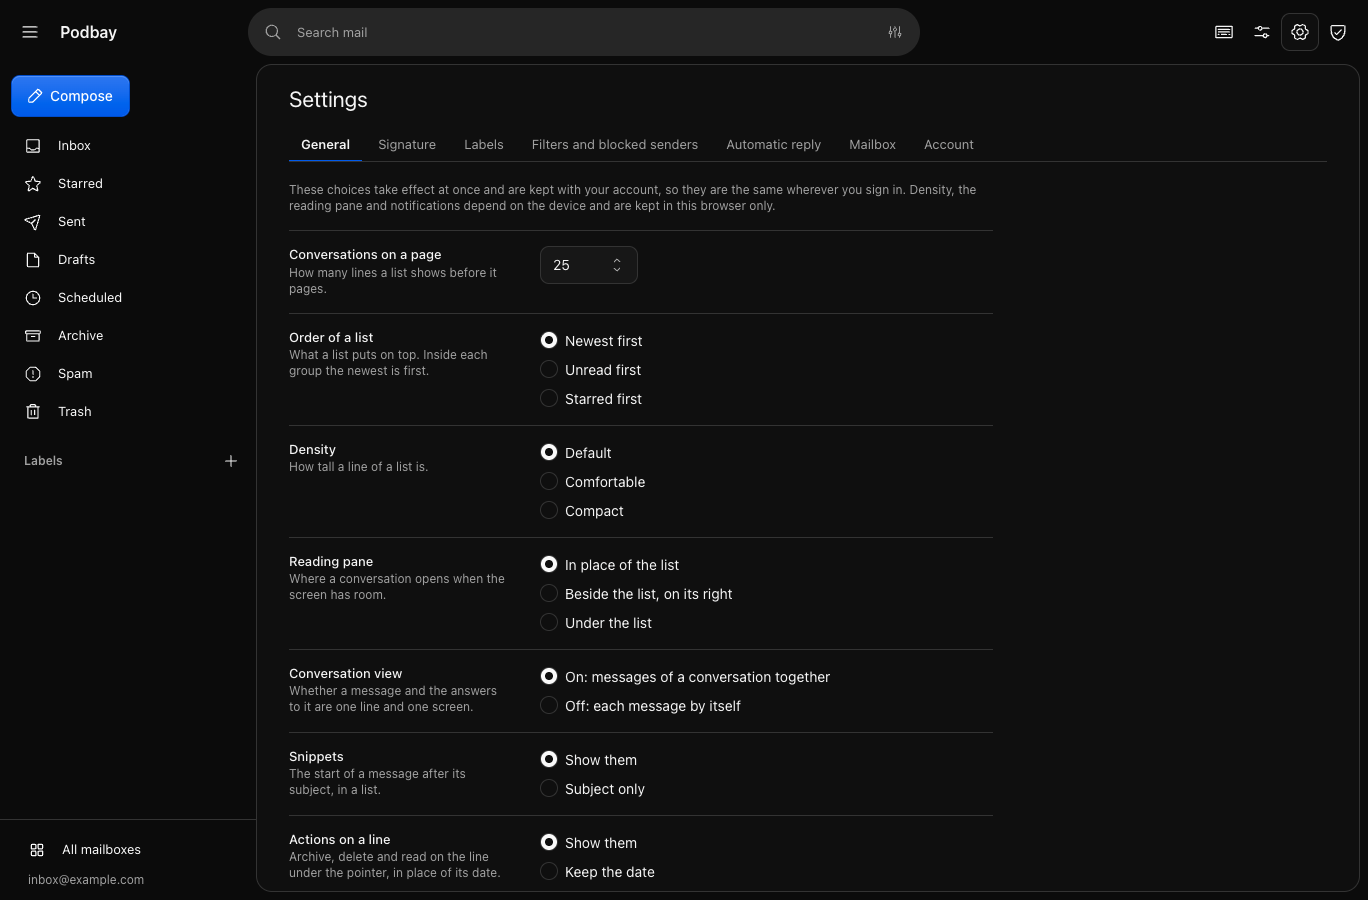 Podbay
Search mail
Compose
Inbox
Starred
Sent
Drafts
Scheduled
Archive
Spam
Trash
Labels
All mailboxes
inbox@example.com
Settings
General Signature Labels Filters and blocked senders Automatic reply Mailbox Account
These choices take effect at once and are kept with your account, so they are the same wherever you sign in. Density, the
reading pane and notifications depend on the device and are kept in this browser only.
Conversations on a page
How many lines a list shows before it
pages.
25
Order of a list
What a list puts on top. Inside each
group the newest is first.
Newest first
Unread first
Starred first
Density
How tall a line of a list is.
Default
Comfortable
Compact
Reading pane
Where a conversation opens when the
screen has room.
In place of the list
Beside the list, on its right
Under the list
Conversation view
Whether a message and the answers
to it are one line and one screen.
On: messages of a conversation together
Off: each message by itself
Snippets
The start of a message after its
subject, in a list.
Show them
Subject only
Actions on a line
Archive, delete and read on the line
under the pointer, in place of its date.
Show them
Keep the date